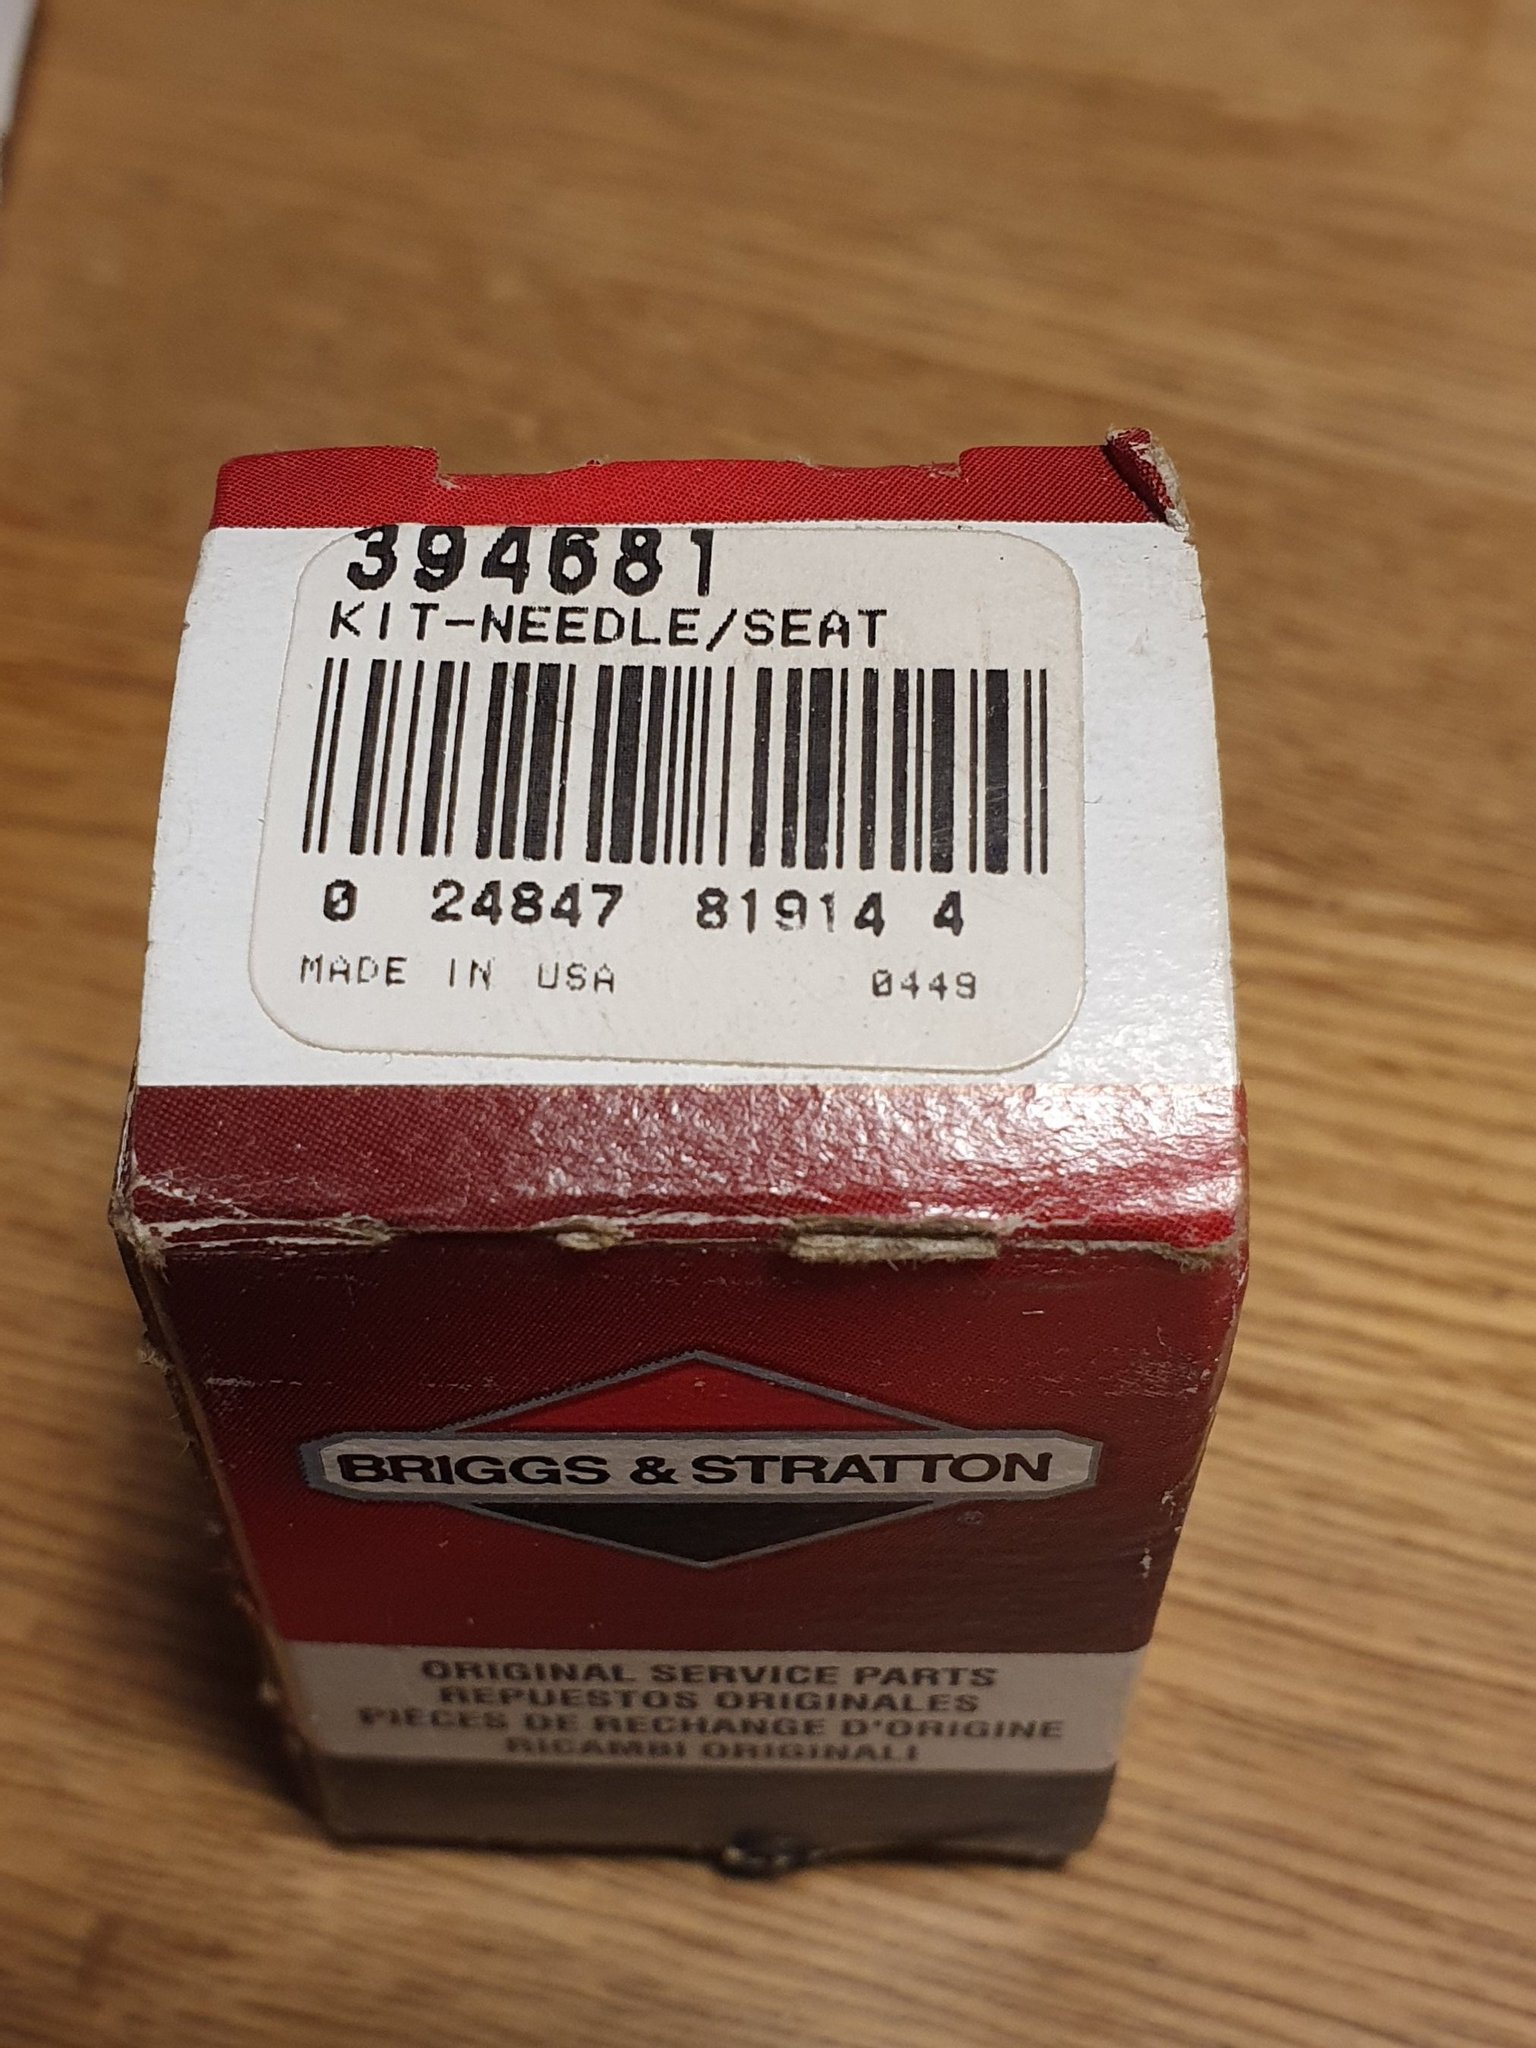 394681
KIT-NEEDLE/SEAT
0 24847 81914 4
MADE IN USA 0449
BRIGGS & STRATTON
®
ORIGINAL SERVICE PARTS
REPUESTOS ORIGINALES
PIÈCES DE RECHANGE D'ORIGINE
RICAMBI ORIGINALI